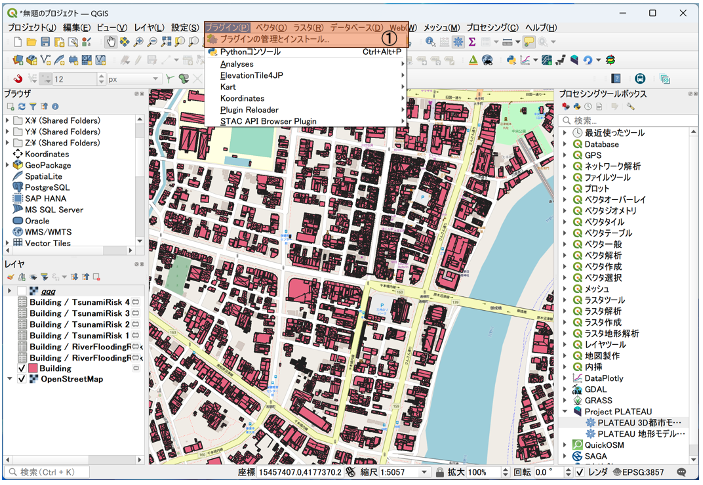 *無題のプロジェクト — QGIS
プロジェクト(J) 編集(E) ビュー(V) レイヤ(L) 設定(S) プラグイン(P) ベクタ(O) ラスタ(R) データベース(D) Web(W) メッシュ(M) プロセシング(C) ヘルプ(H)
プラグインの管理とインストール... ①
Pythonコンソール Ctrl+Alt+P
Analyses
ElevationTile4JP
Kart
Koordinates
Plugin Reloader
STAC API Browser Plugin
12 px
ブラウザ
X:¥ (Shared Folders)
Y:¥ (Shared Folders)
Z:¥ (Shared Folders)
Koordinates
GeoPackage
SpatiaLite
PostgreSQL
SAP HANA
MS SQL Server
Oracle
WMS/WMTS
Vector Tiles
レイヤ
Building / TsunamiRisk 4
Building / TsunamiRisk 3
Building / TsunamiRisk 2
Building / TsunamiRisk 1
Building / RiverFloodingR
Building / RiverFloodingR
Building
OpenStreetMap
プロセシングツールボックス
検索...
最近使ったツール
Database
GPS
ネットワーク解析
ファイルツール
プロット
ベクタオーバーレイ
ベクタジオメトリ
ベクタタイル
ベクタテーブル
ベクタ一般
ベクタ解析
ベクタ作成
ベクタ選択
メッシュ
ラスタツール
ラスタ解析
ラスタ作成
ラスタ地形解析
レイヤツール
地図製作
内挿
DataPlotly
GDAL
GRASS
Project PLATEAU
PLATEAU 3D都市モ…
PLATEAU 地形モデル…
QuickOSM
SAGA
検索(Ctrl + K) 座標 15457407.0,4177370.2 縮尺 1:5057 拡大 100% 回転 0.0 ° レンダ EPSG:3857